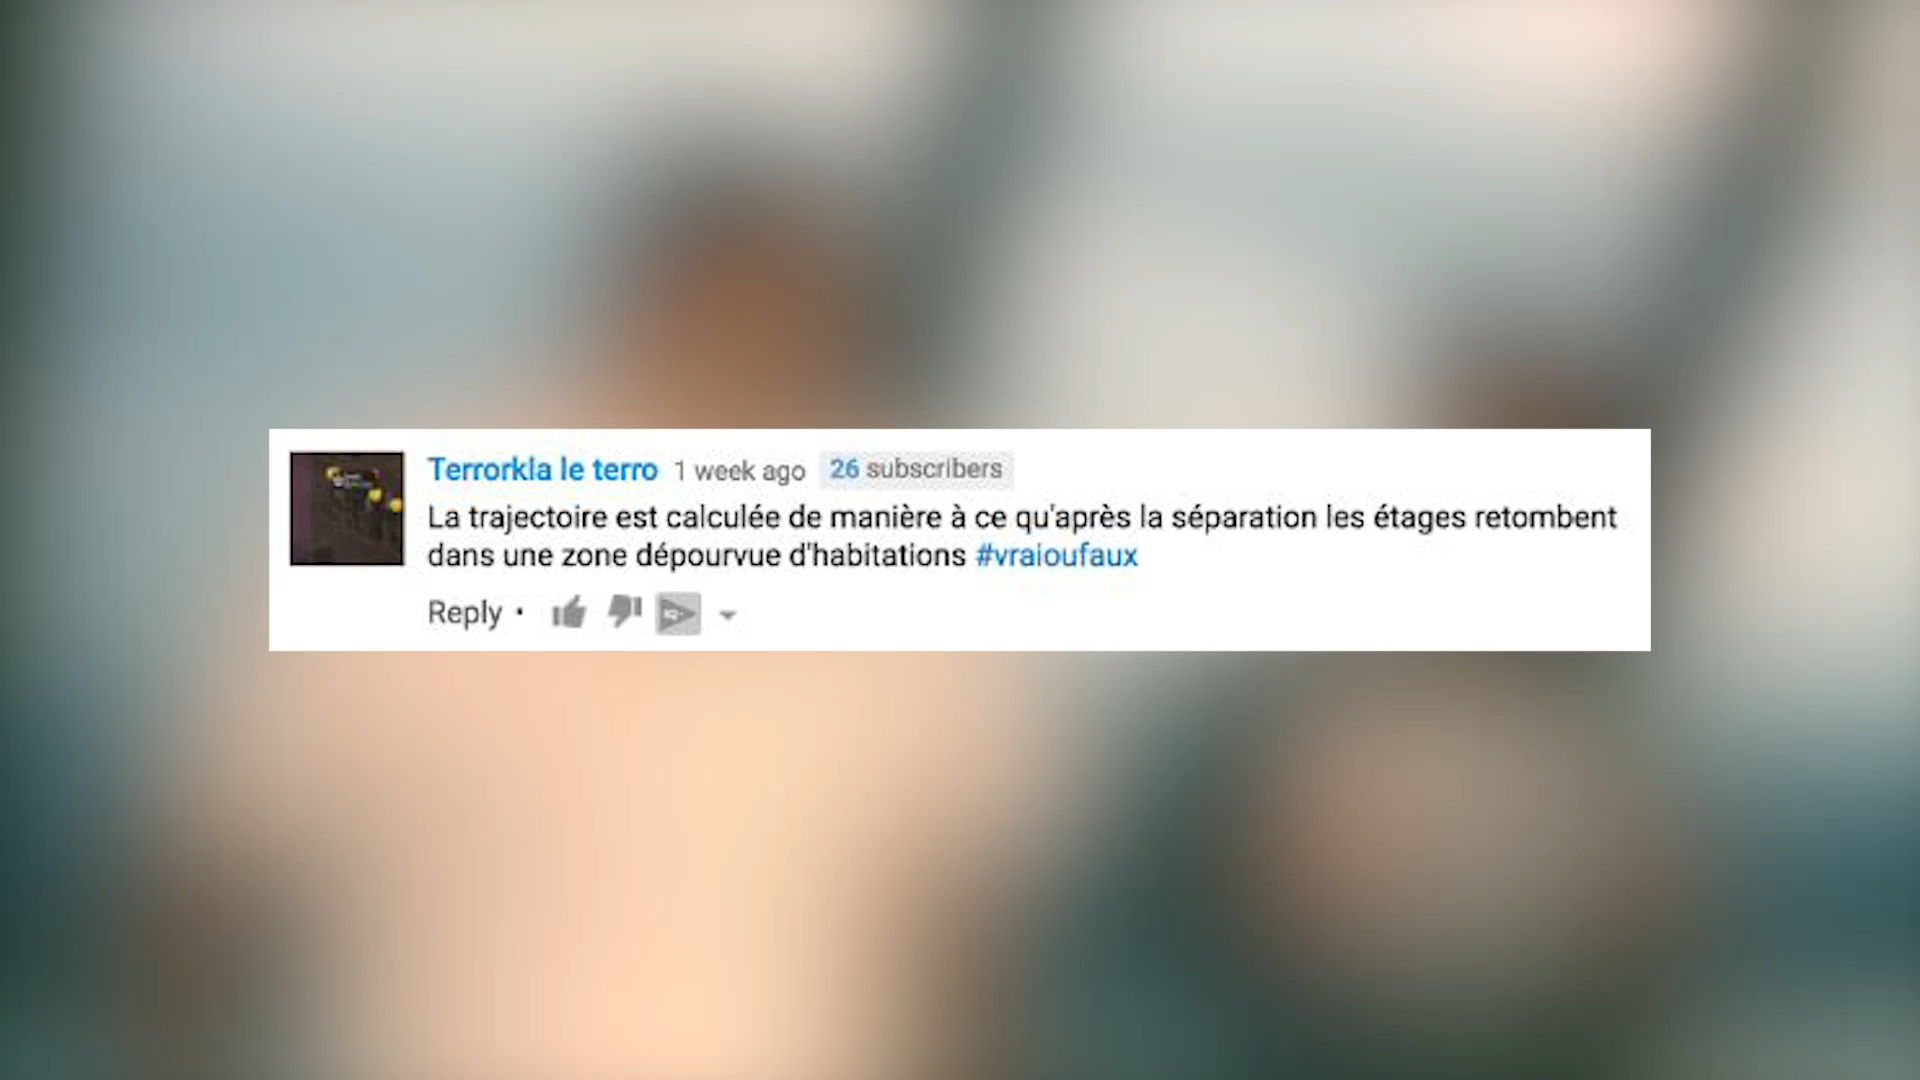 Terrorkla le terro 1 week ago 26 subscribers
La trajectoire est calculée de manière à ce qu'après la séparation les étages retombent
dans une zone dépourvue d'habitations #vraioufaux
Reply •